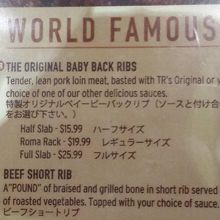 WORLD FAMOUS
THE ORIGINAL BABY BACK RIBS
Tender, lean pork loin meat, basted with TR's Original or y
choice of one of our other delicious sauces.
特製オリジナルベイビーバックリブ（ソースと付け合
をお選び下さい。）
Half Slab - $15.99 ハーフサイズ
Roma Rack - $19.99 レギュラーサイズ
Full Slab - $25.99 フルサイズ
BEEF SHORT RIB
A "POUND" of braised and grilled bone in short rib served
of roasted vegetables. Topped with your choice of sauce.
ビーフショートリブ